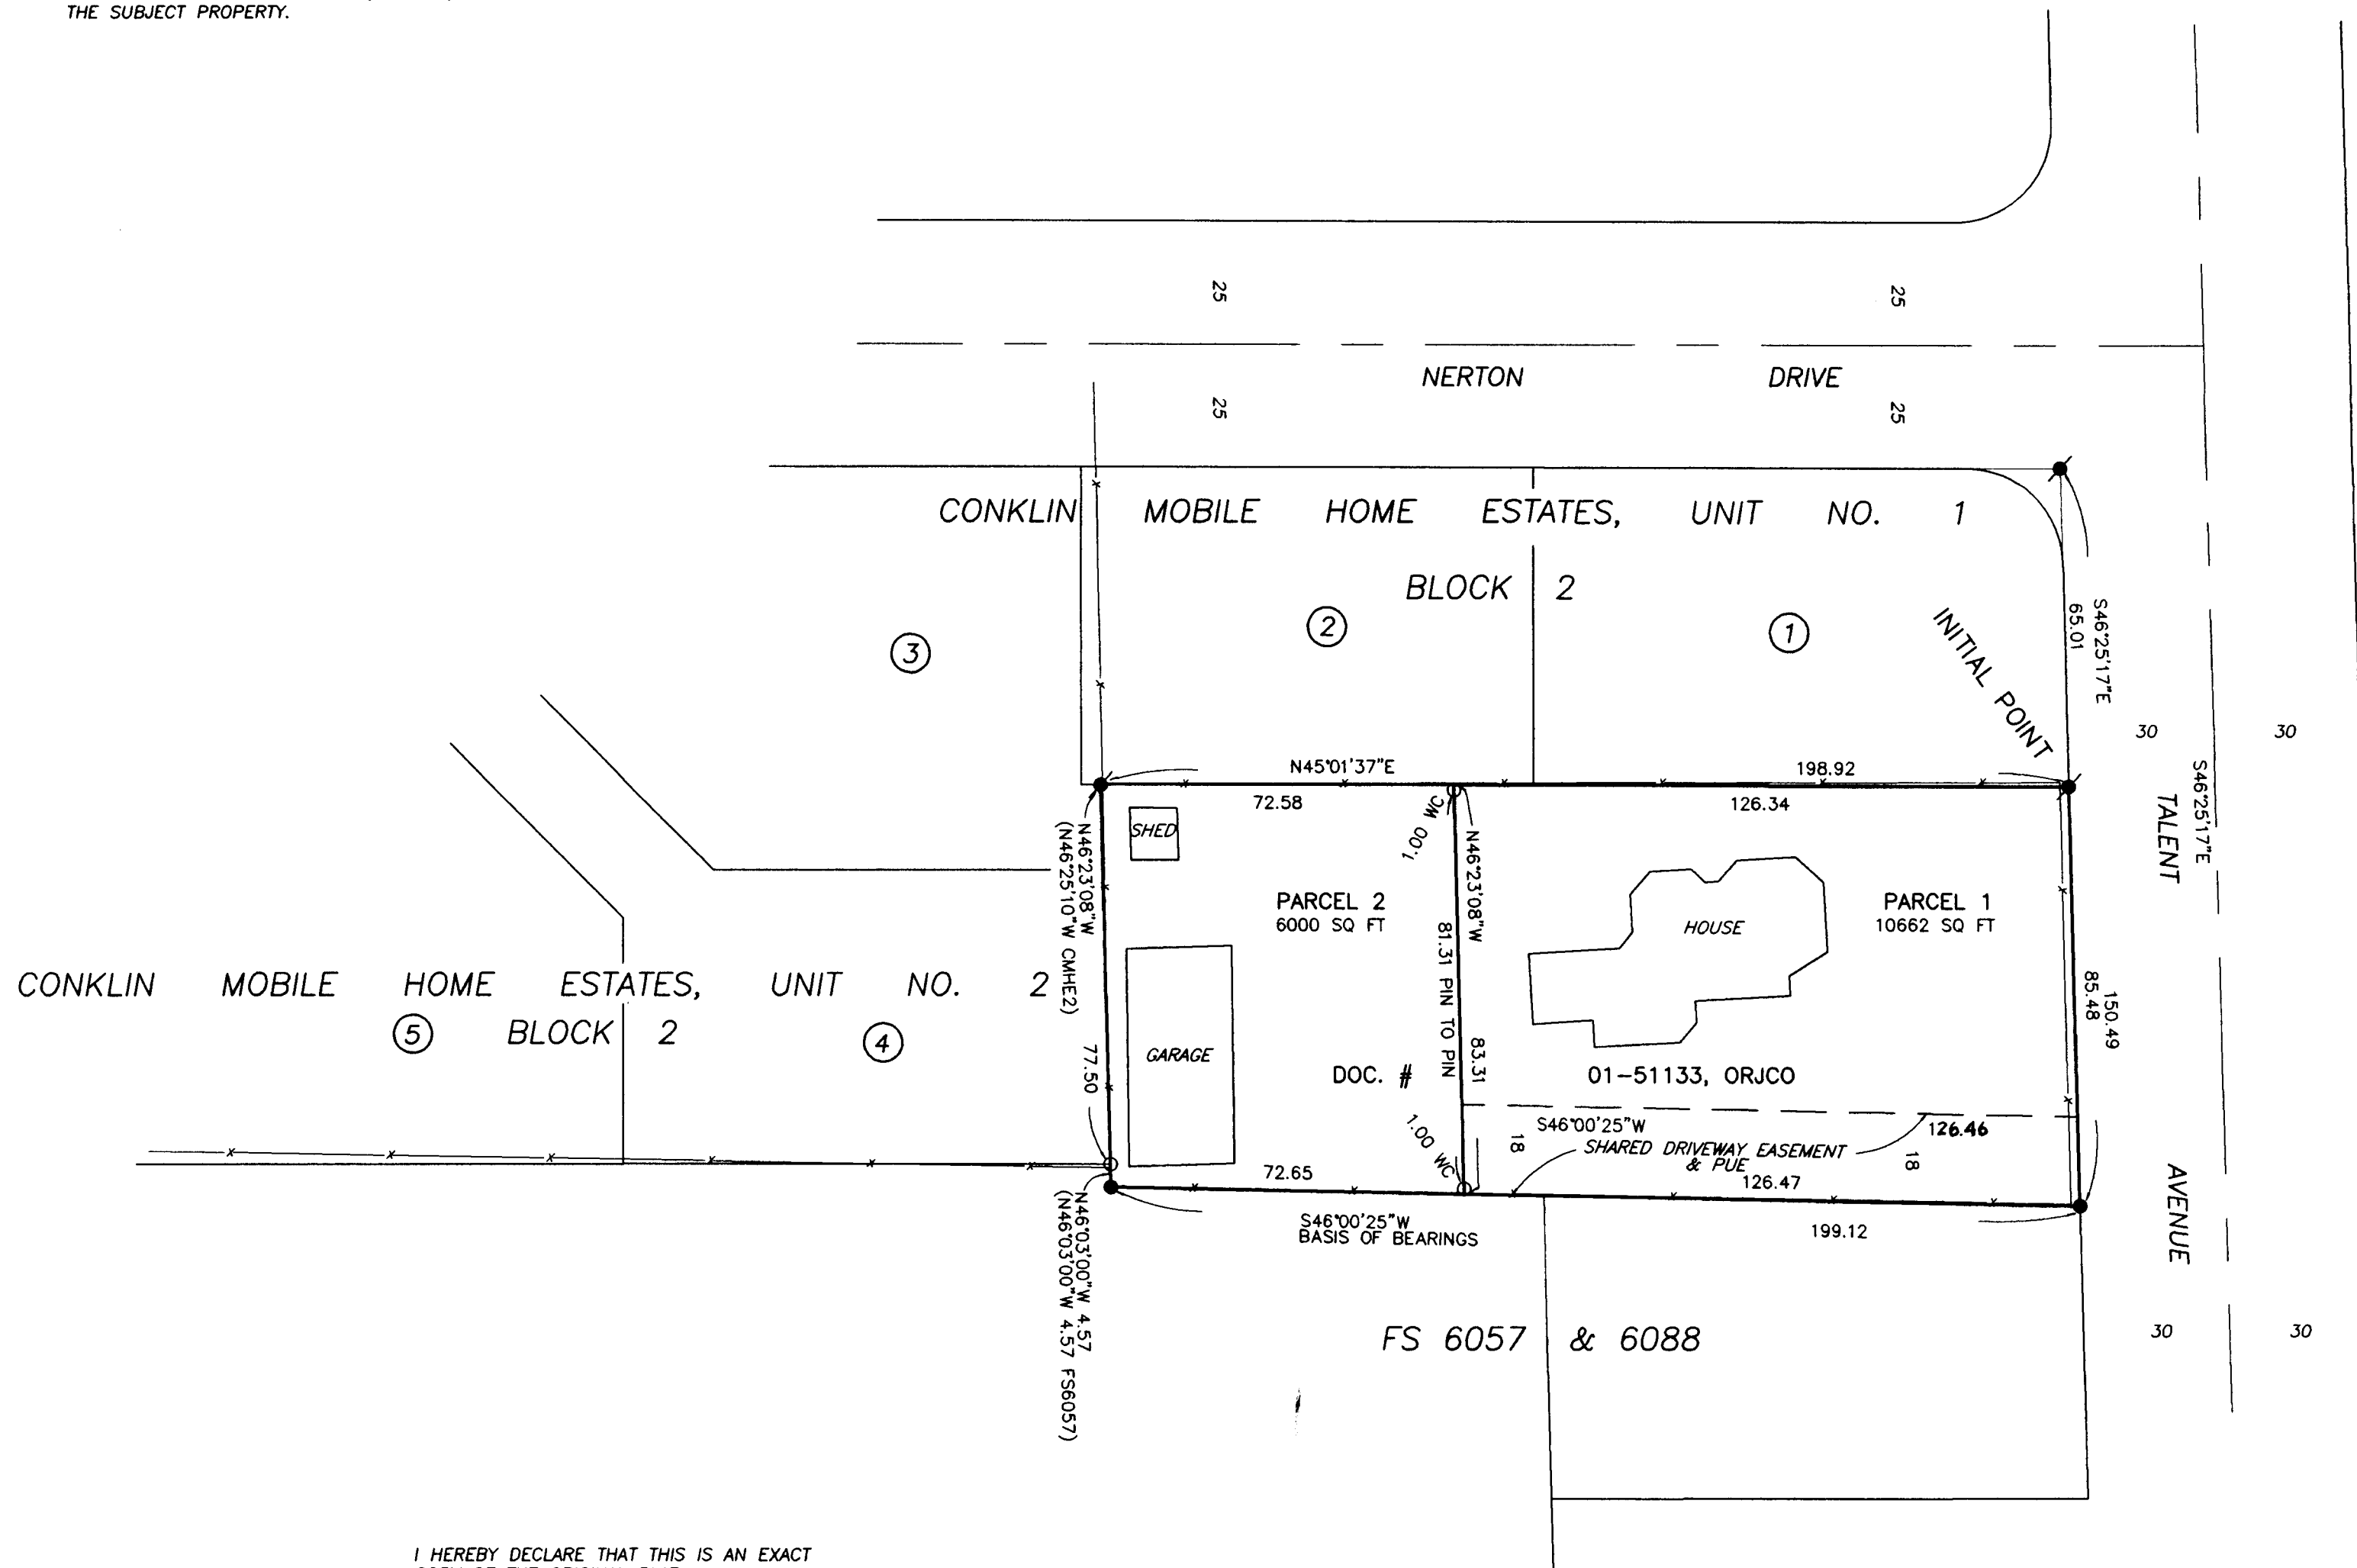 THE SUBJECT PROPERTY.
25
25
NERTON DRIVE
25
25
CONKLIN MOBILE HOME ESTATES, UNIT NO. 1
BLOCK 2
1
2
3
INITIAL POINT
S46°25'17"E
65.01
30
30
S46°25'17"E
TALENT AVENUE
N45°01'37"E
198.92
72.58
126.34
SHED
1.00 WC
N46°23'08"W
(N46°25'10"W CMHE2)
N46°23'08"W
PARCEL 2
6000 SQ FT
81.31 PIN TO PIN
83.31
HOUSE
PARCEL 1
10662 SQ FT
150.49
85.48
CONKLIN MOBILE HOME ESTATES, UNIT NO. 2
BLOCK 2
5
4
77.50
GARAGE
DOC. # 01-51133, ORJCO
1.00 WC
S46°00'25"W
126.46
18
SHARED DRIVEWAY EASEMENT
& PUE
18
72.65
126.47
N46°03'00"W 4.57
(N46°03'00"W 4.57 FS6057)
S46°00'25"W
BASIS OF BEARINGS
199.12
FS 6057 & 6088
30
30
I HEREBY DECLARE THAT THIS IS AN EXACT